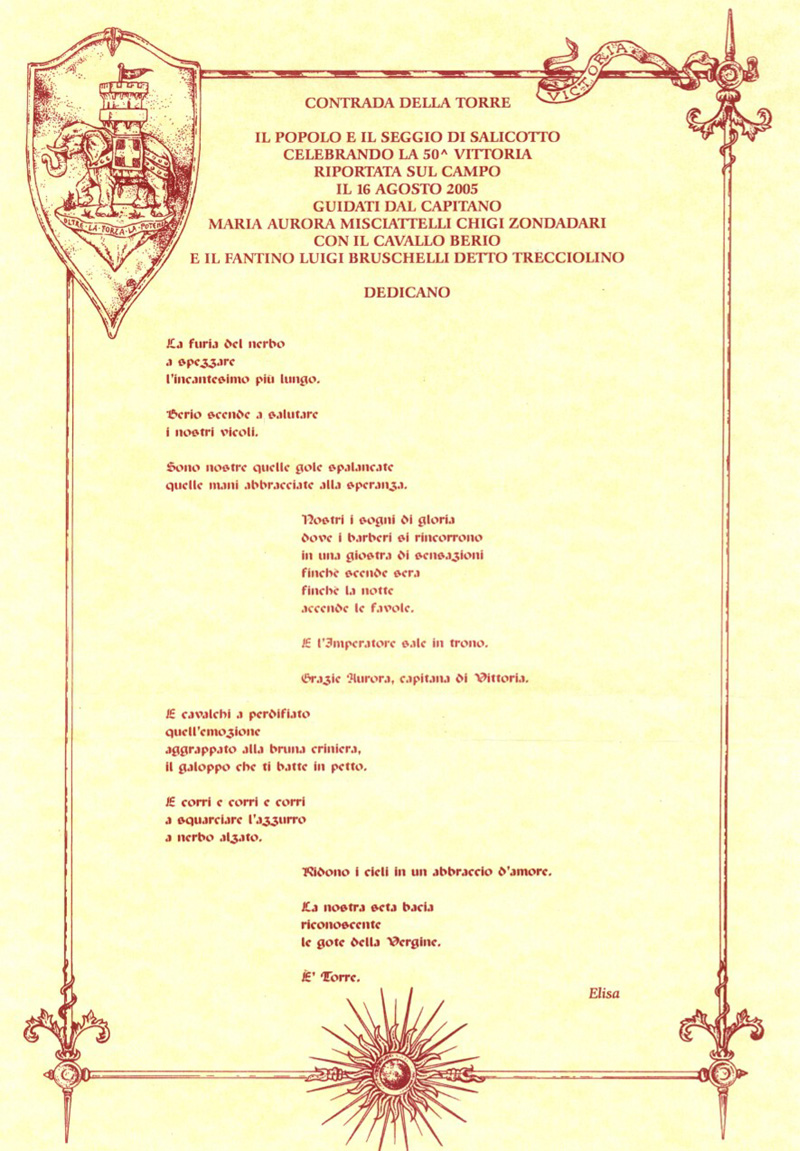 VICTORIA
OLTRE·LA·FORZA·LA·POTENZA
CONTRADA DELLA TORRE
IL POPOLO E IL SEGGIO DI SALICOTTO
CELEBRANDO LA 50^ VITTORIA
RIPORTATA SUL CAMPO
IL 16 AGOSTO 2005
GUIDATI DAL CAPITANO
MARIA AURORA MISCIATTELLI CHIGI ZONDADARI
CON IL CAVALLO BERIO
E IL FANTINO LUIGI BRUSCHELLI DETTO TRECCIOLINO
DEDICANO
La furia del nerbo
a spezzare
l'incantesimo più lungo.
Berio scende a salutare
i nostri vicoli.
Sono nostre quelle gole spalancate
quelle mani abbracciate alla speranza.
Nostri i sogni di gloria
dove i barberi si rincorrono
in una giostra di sensazioni
finchè scende sera
finchè la notte
accende le favole.
E l'Imperatore sale in trono.
Grazie Aurora, capitana di Vittoria.
E cavalchi a perdifiato
quell'emozione
aggrappato alla bruna criniera,
il galoppo che ti batte in petto.
E corri e corri e corri
a squarciare l'azzurro
a nerbo alzato.
Ridono i cieli in un abbraccio d'amore.
La nostra seta bacia
riconoscente
le gote della Vergine.
E' Torre.
Elisa